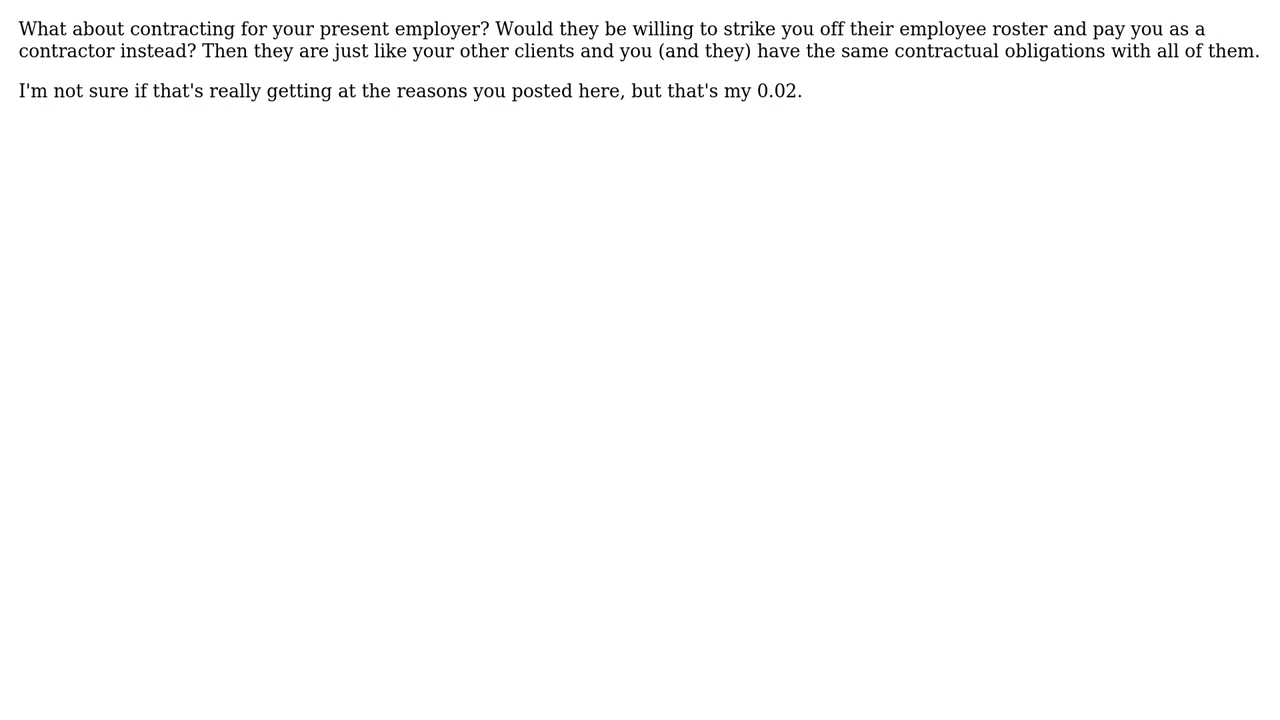 What about contracting for your present employer? Would they be willing to strike you off their employee roster and pay you as a
contractor instead? Then they are just like your other clients and you (and they) have the same contractual obligations with all of them.
I'm not sure if that's really getting at the reasons you posted here, but that's my 0.02.